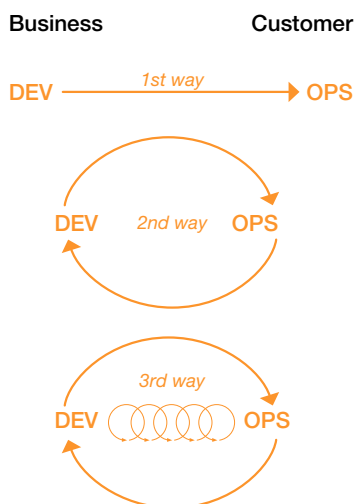 Business Customer
1st way
DEV OPS
DEV 2nd way OPS
3rd way
DEV OPS